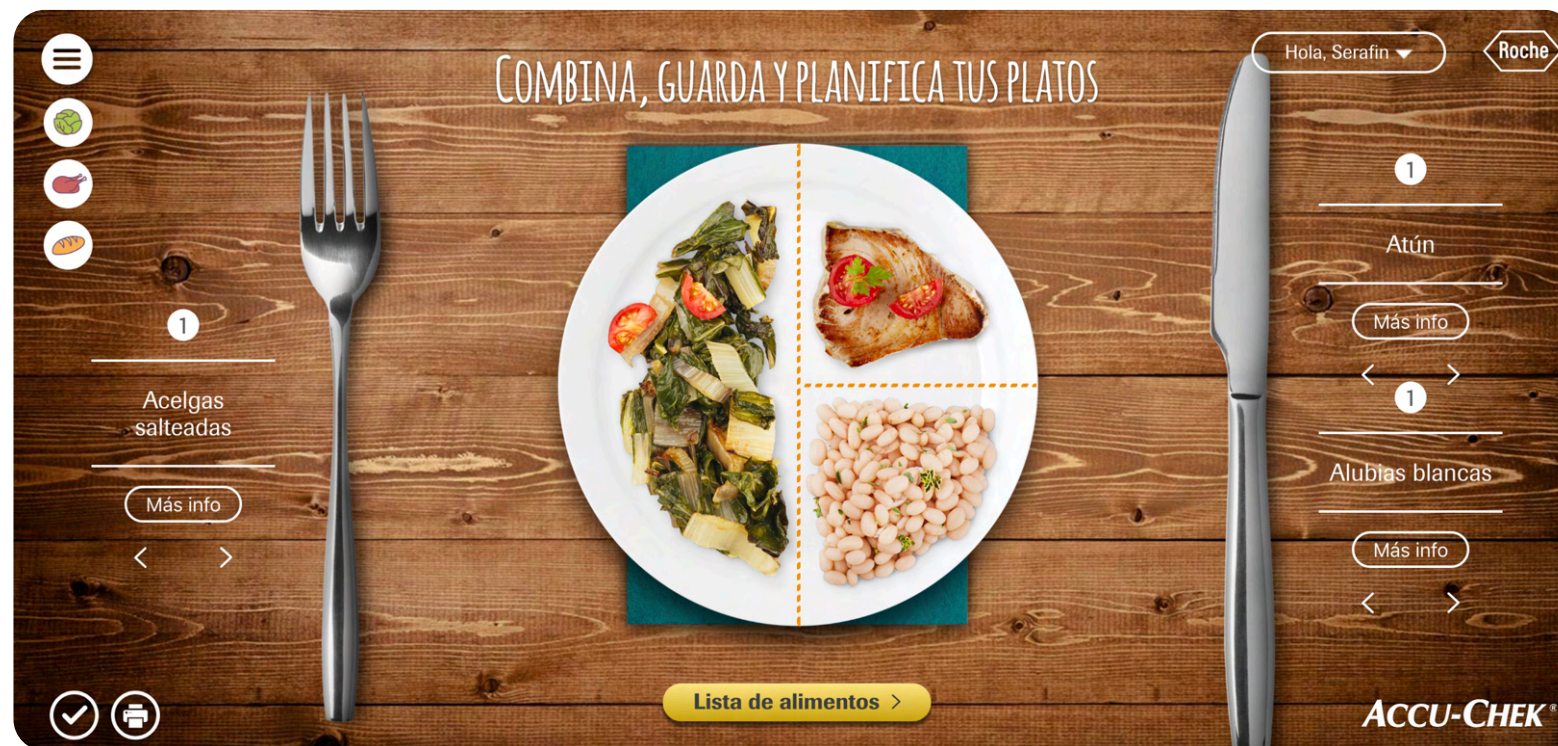 COMBINA, GUARDA Y PLANIFICA TUS PLATOS
Hola, Serafin
Roche
1
Acelgas
salteadas
Más info
1
Atún
Más info
1
Alubias blancas
Más info
Lista de alimentos >
ACCU-CHEK®